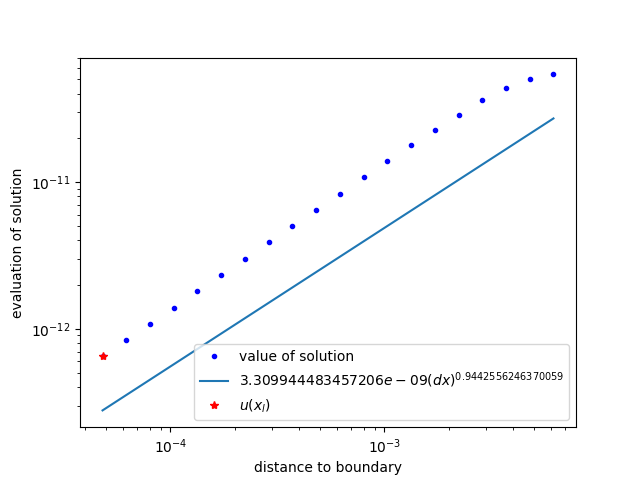 10⁻¹¹
10⁻¹²
evaluation of solution
value of solution
3.309944483457206e − 09(dx)^0.9442556246370059
u(x_l)
10⁻⁴
10⁻³
distance to boundary